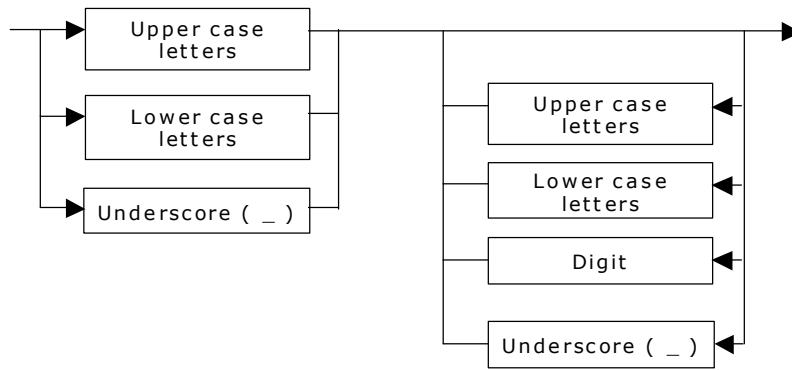 Upper case
letters
Lower case
letters
Underscore ( _ )
Upper case
letters
Lower case
letters
Digit
Underscore ( _ )